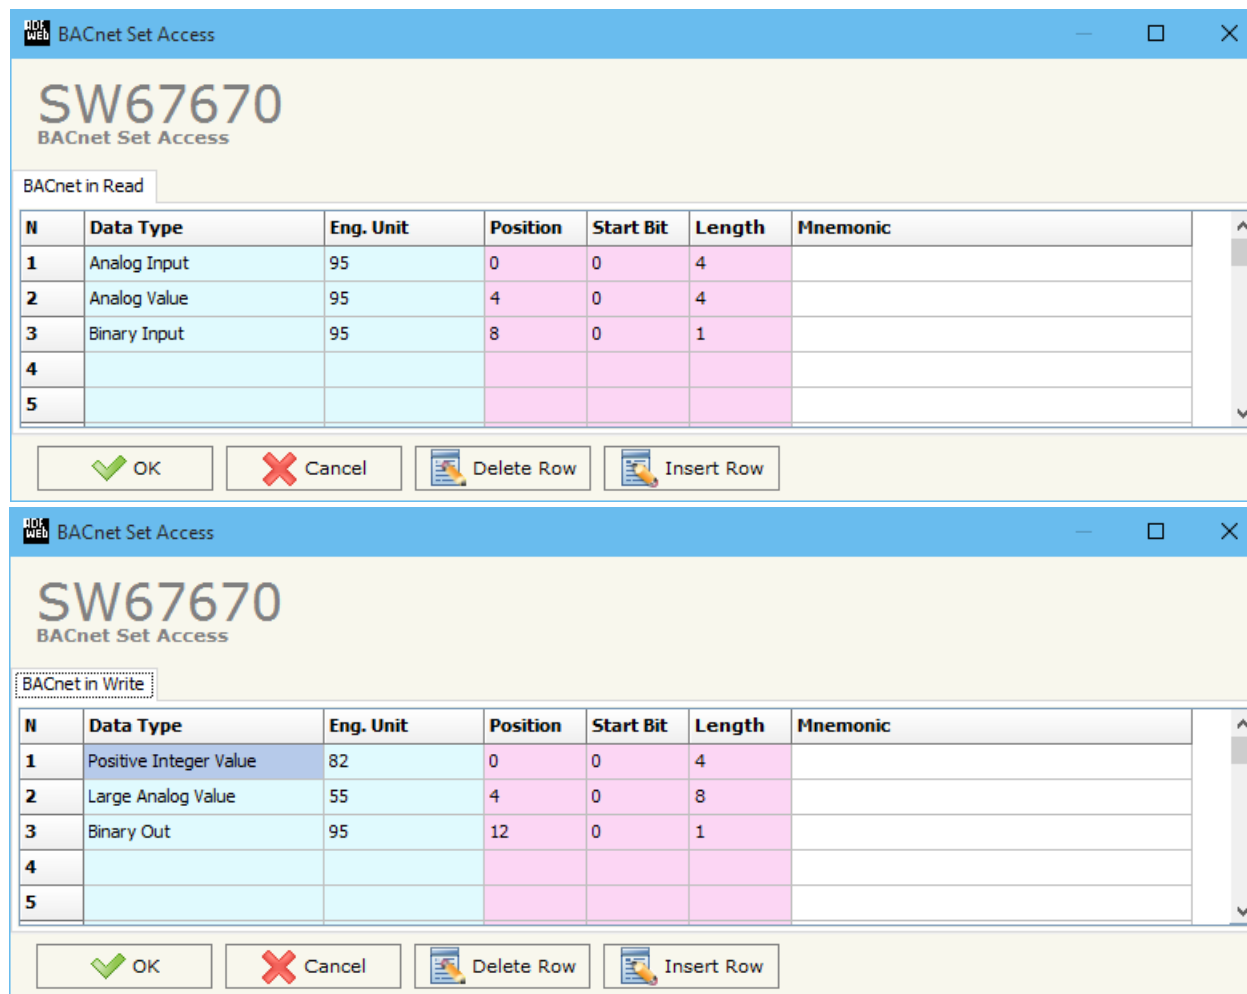 ADF WEB BACnet Set Access
SW67670
BACnet Set Access
BACnet in Read
N Data Type Eng. Unit Position Start Bit Length Mnemonic
1 Analog Input 95 0 0 4
2 Analog Value 95 4 0 4
3 Binary Input 95 8 0 1
4
5
OK Cancel Delete Row Insert Row
ADF WEB BACnet Set Access
SW67670
BACnet Set Access
BACnet in Write
N Data Type Eng. Unit Position Start Bit Length Mnemonic
1 Positive Integer Value 82 0 0 4
2 Large Analog Value 55 4 0 8
3 Binary Out 95 12 0 1
4
5
OK Cancel Delete Row Insert Row